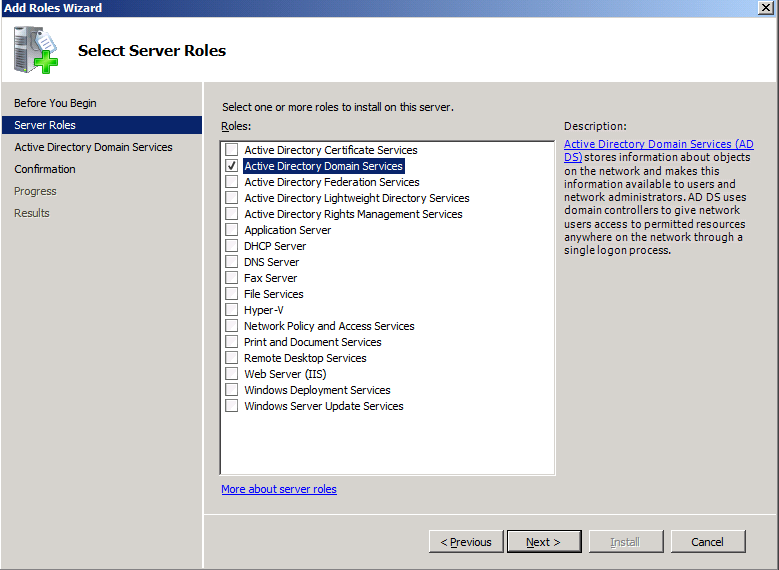 Add Roles Wizard
Select Server Roles
Before You Begin
Server Roles
Active Directory Domain Services
Confirmation
Progress
Results
Select one or more roles to install on this server.
Roles:
Active Directory Certificate Services
Active Directory Domain Services
Active Directory Federation Services
Active Directory Lightweight Directory Services
Active Directory Rights Management Services
Application Server
DHCP Server
DNS Server
Fax Server
File Services
Hyper-V
Network Policy and Access Services
Print and Document Services
Remote Desktop Services
Web Server (IIS)
Windows Deployment Services
Windows Server Update Services
More about server roles
Description:
Active Directory Domain Services (AD
DS) stores information about objects
on the network and makes this
information available to users and
network administrators. AD DS uses
domain controllers to give network
users access to permitted resources
anywhere on the network through a
single logon process.
< Previous
Next >
Install
Cancel